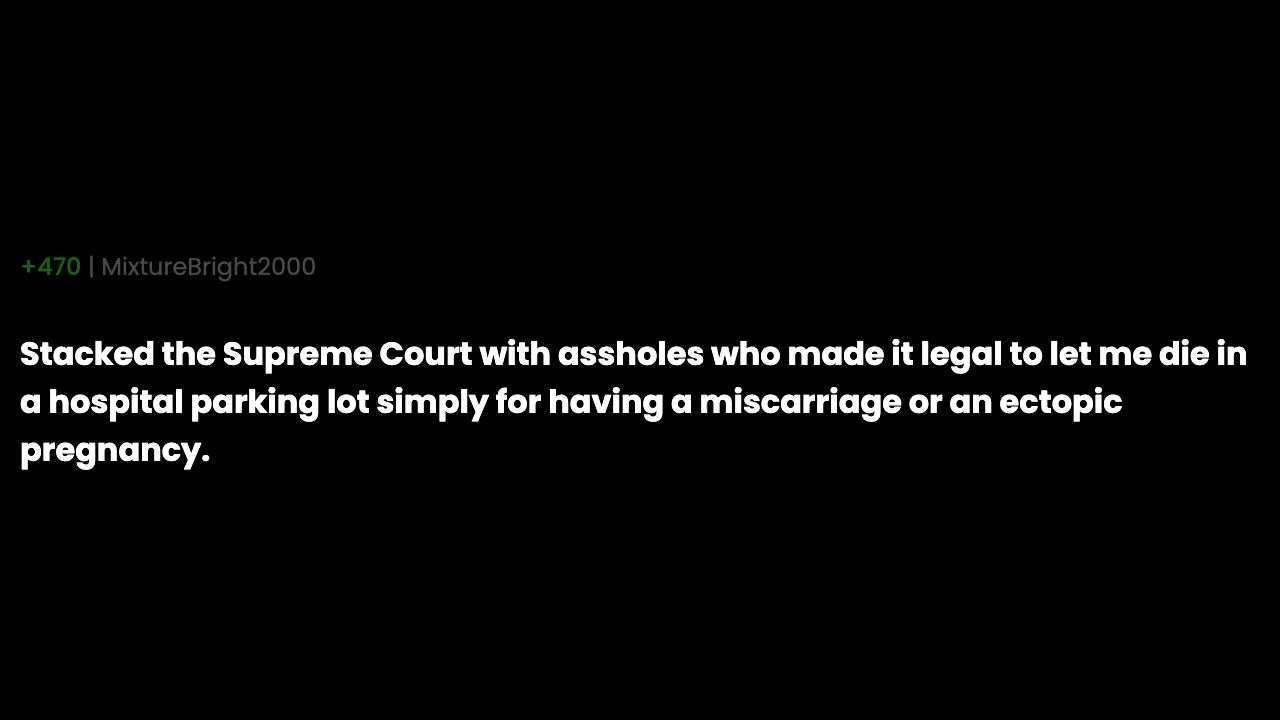 +470 | MixtureBright2000
Stacked the Supreme Court with assholes who made it legal to let me die in
a hospital parking lot simply for having a miscarriage or an ectopic
pregnancy.